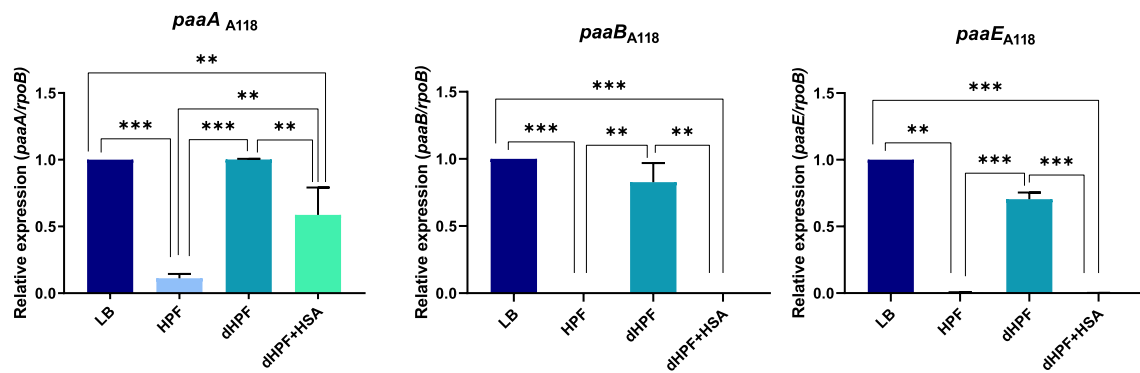 paaA A118
Relative expression (paaA/rpoB)
1.5
1.0
0.5
0.0
**
**
***
***
**
LB
HPF
dHPF
dHPF+HSA
paaB A118
Relative expression (paaB/rpoB)
1.5
1.0
0.5
0.0
***
***
**
**
LB
HPF
dHPF
dHPF+HSA
paaE A118
Relative expression (paaE/rpoB)
1.5
1.0
0.5
0.0
***
**
***
***
LB
HPF
dHPF
dHPF+HSA